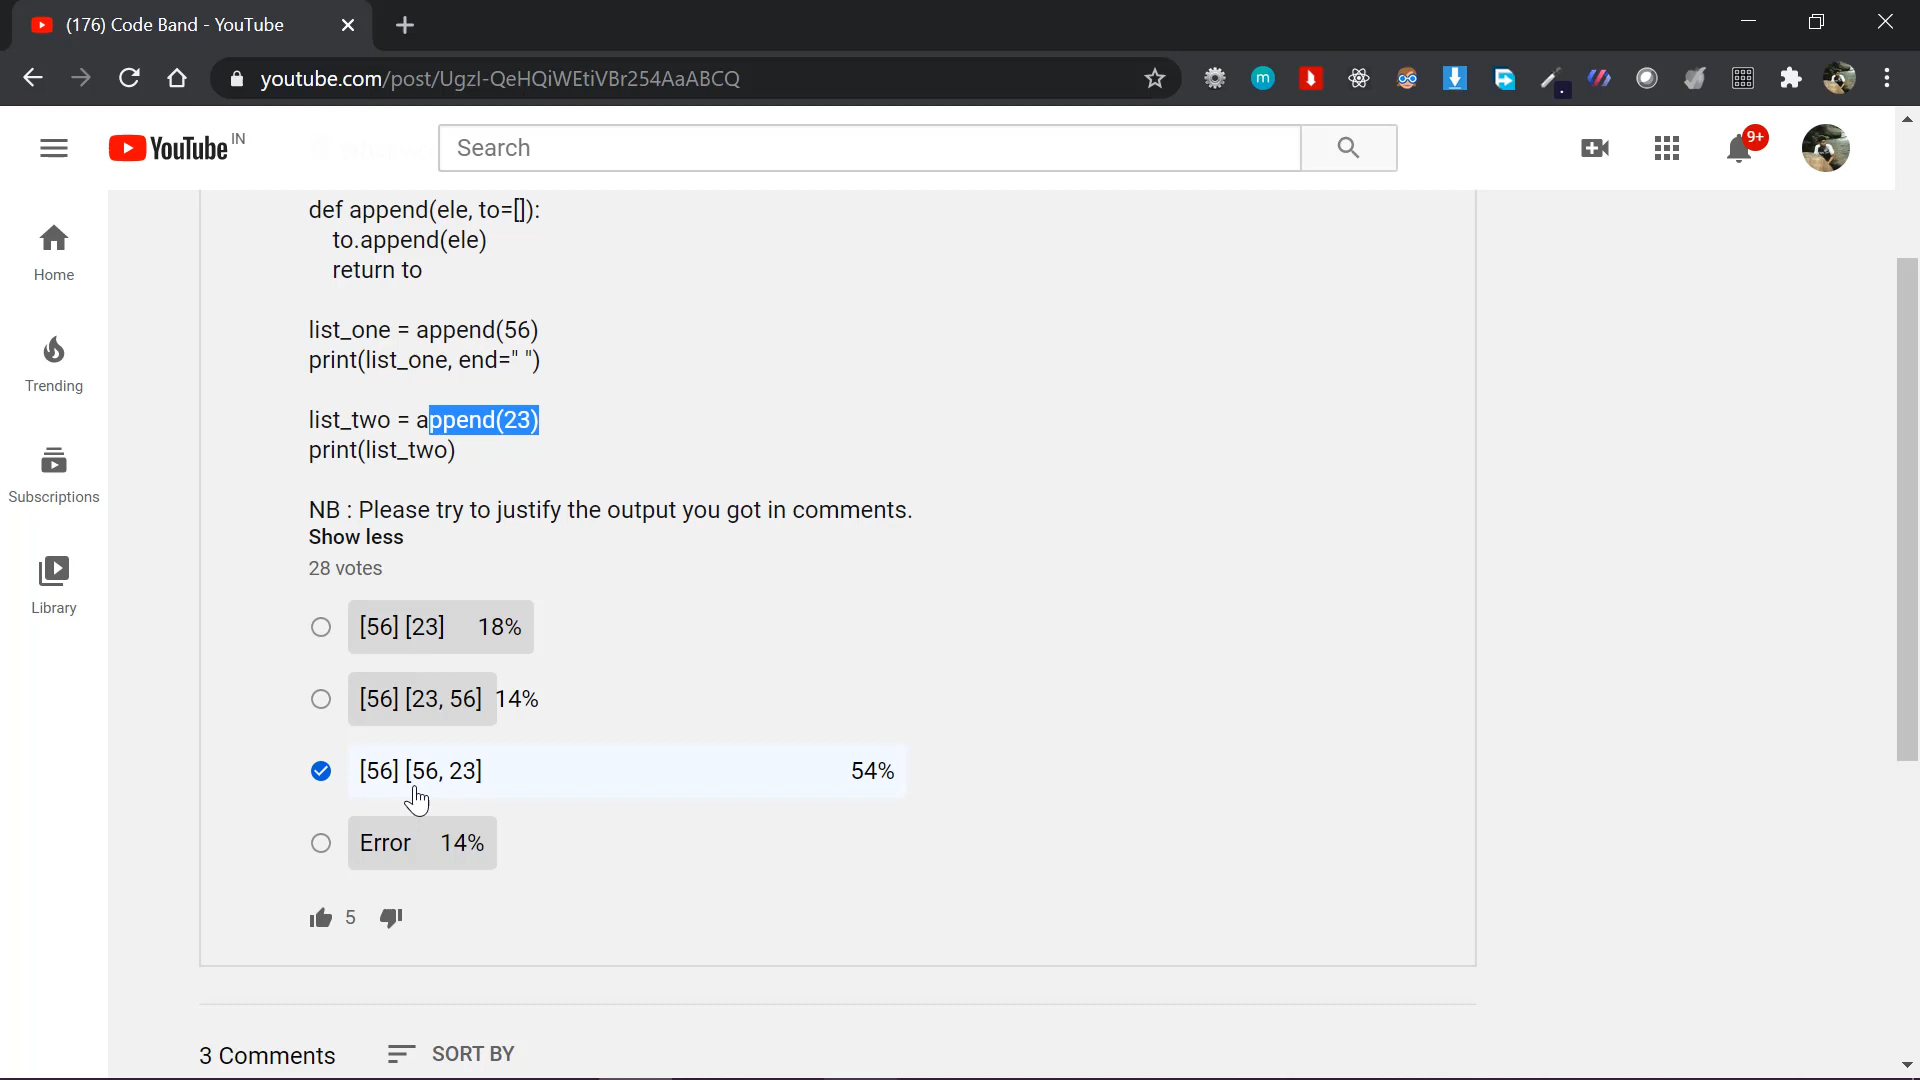 (176) Code Band - YouTube
youtube.com/post/UgzI-QeHQiWEtiVBr254AaABCQ
m
YouTube IN
Search
9+
def append(ele, to=[]):
to.append(ele)
return to
Home
list_one = append(56)
print(list_one, end=" ")
Trending
list_two = append(23)
print(list_two)
Subscriptions
NB : Please try to justify the output you got in comments.
Show less
28 votes
Library
[56] [23] 18%
[56] [23, 56] 14%
[56] [56, 23] 54%
Error 14%
5
3 Comments SORT BY